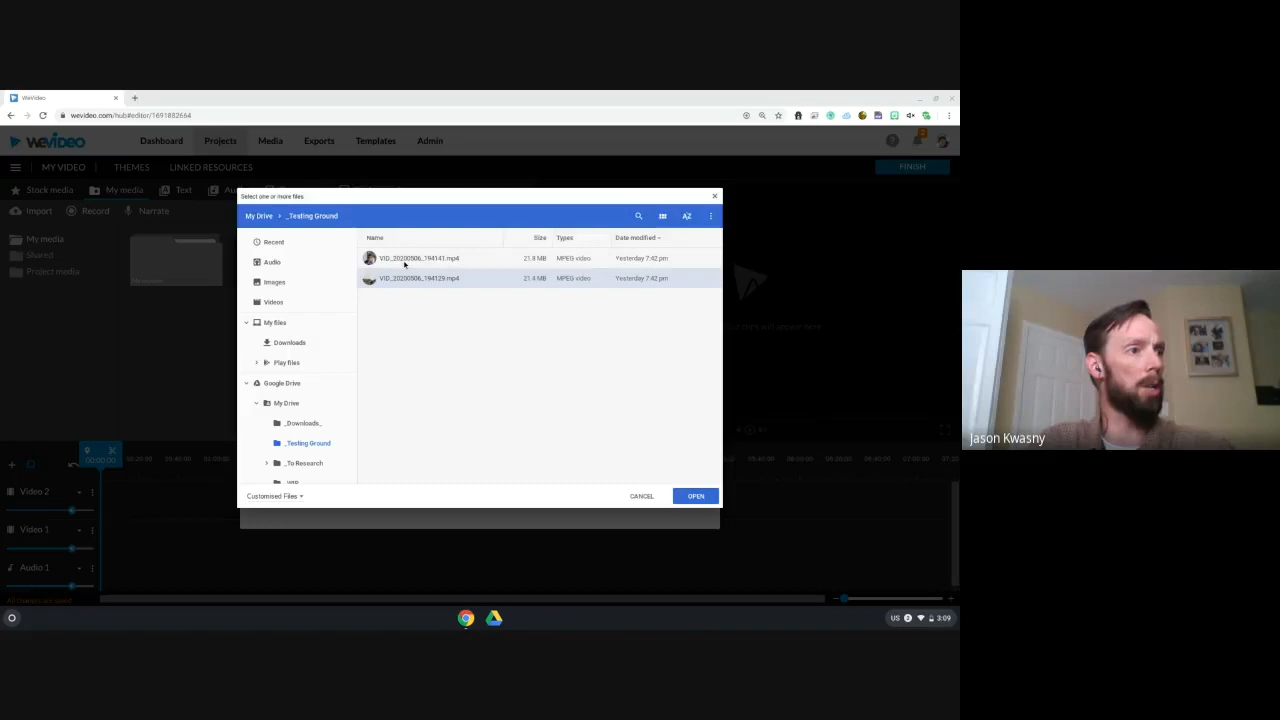 WeVideo
wevideo.com/hub#editor/1691882664
WEVIDEO
Dashboard Projects Media Exports Templates Admin
MY VIDEO THEMES LINKED RESOURCES FINISH
Stock media My media Text
Import Record Narrate
My media
Shared
Project media
Select one or more files
My Drive › _Testing Ground
Name Size Types Date modified
VID_20200506_194141.mp4 21.8 MB MPEG video Yesterday 7:42 pm
VID_20200506_194129.mp4 21.4 MB MPEG video Yesterday 7:42 pm
Recent
Audio
Images
Videos
My files
Downloads
Play files
Google Drive
My Drive
_Downloads_
_Testing Ground
_To Research
Customised Files CANCEL OPEN
00:00:00
Video 2
Video 1
Audio 1
US 2 3:09
Jason Kwasny